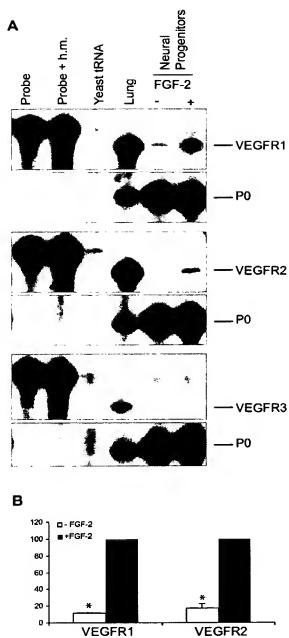 A
Probe
Probe + h.m.
Yeast tRNA
Lung
Neural
Progenitors
FGF-2
- +
VEGFR1
P0
VEGFR2
P0
VEGFR3
P0
B
- FGF-2
+FGF-2
120
100
80
60
40
20
0
*
*
VEGFR1 VEGFR2